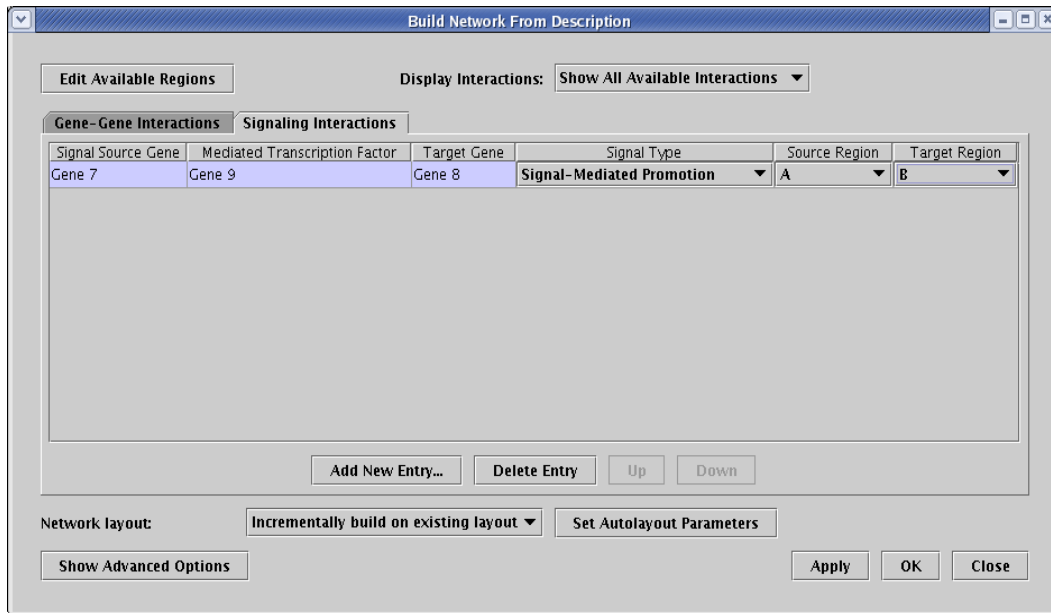 Build Network From Description
Edit Available Regions Display Interactions: Show All Available Interactions
Gene-Gene Interactions Signaling Interactions
Signal Source Gene Mediated Transcription Factor Target Gene Signal Type Source Region Target Region
Gene 7 Gene 9 Gene 8 Signal-Mediated Promotion A B
Add New Entry... Delete Entry Up Down
Network layout: Incrementally build on existing layout Set Autolayout Parameters
Show Advanced Options Apply OK Close